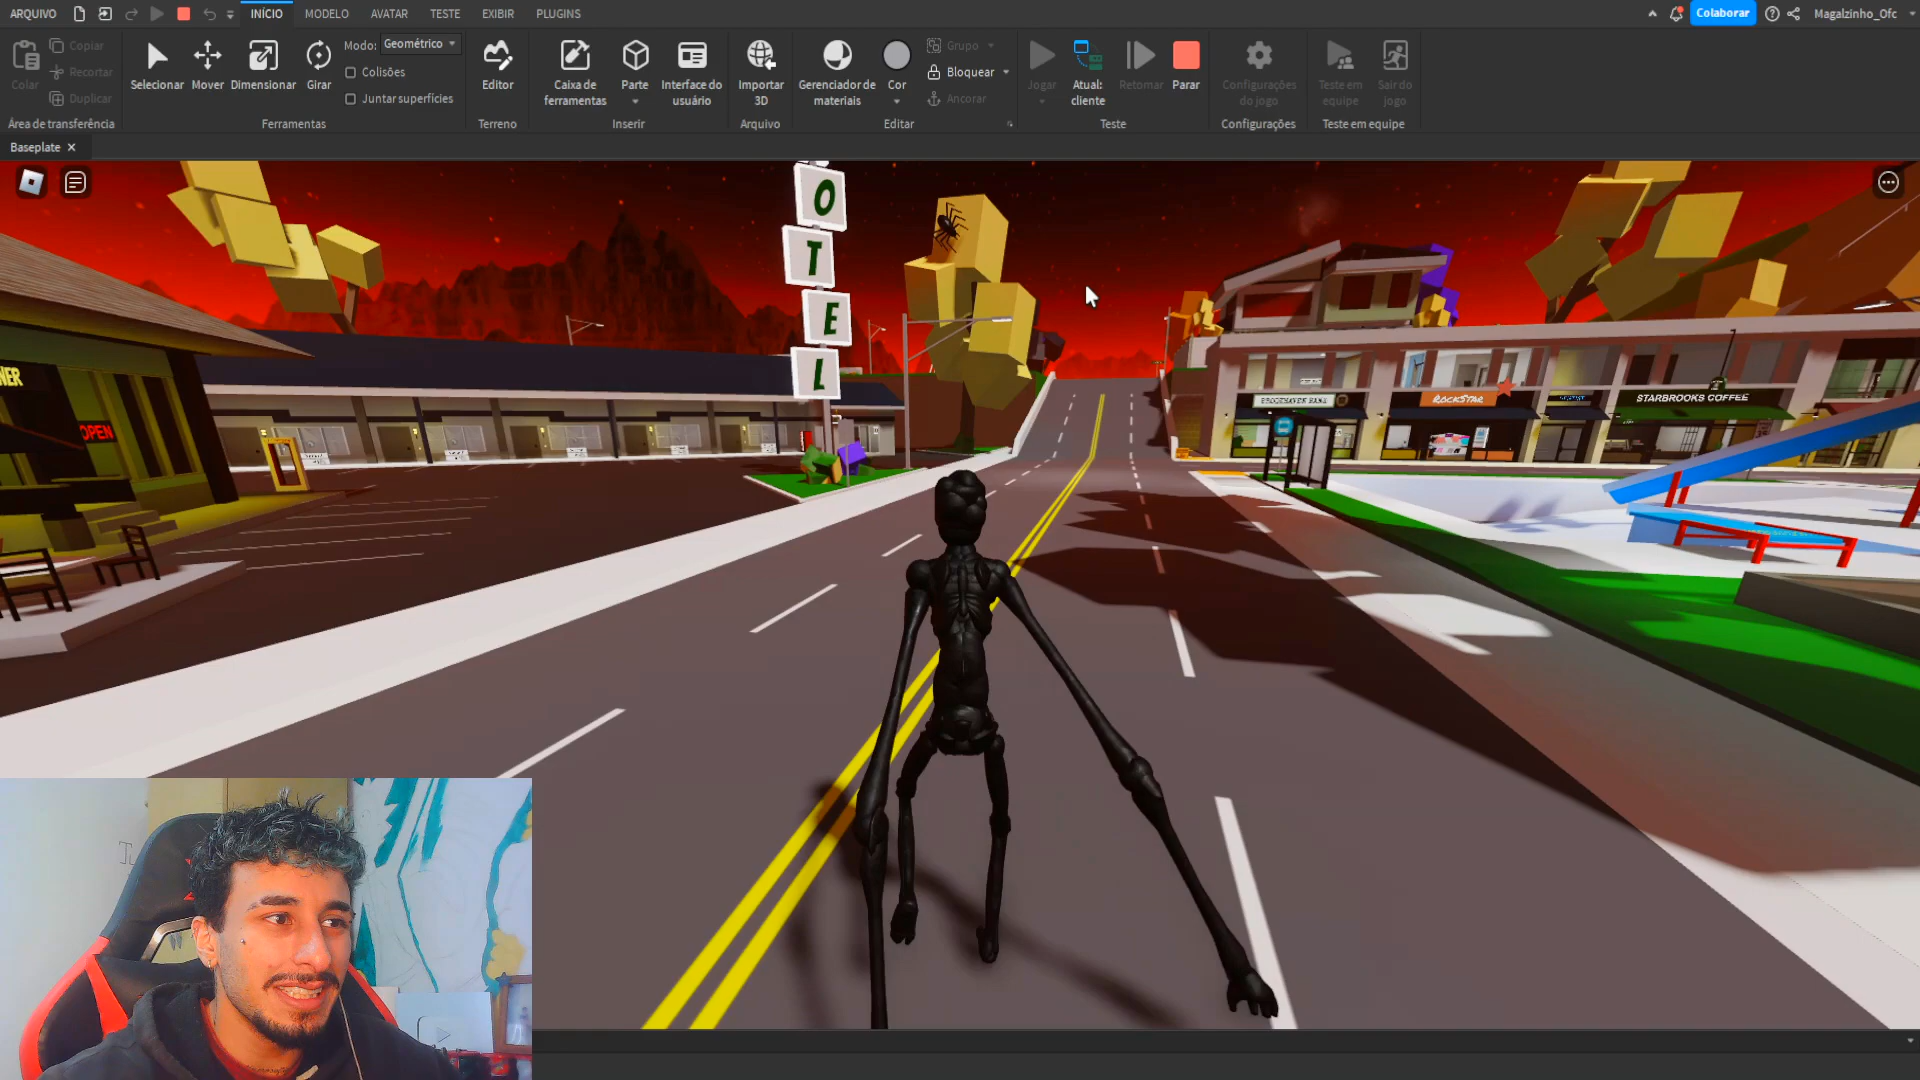 ARQUIVO
INÍCIO
MODELO
AVATAR
TESTE
EXIBIR
PLUGINS
Colaborar
Magalzinho_Ofc
Colar
Copiar
Recortar
Duplicar
Área de transferência
Selecionar
Mover
Dimensionar
Girar
Modo: Geométrico
Colisões
Juntar superfícies
Ferramentas
Editor
Terreno
Caixa de
ferramentas
Parte
Interface do
usuário
Inserir
Importar
3D
Arquivo
Gerenciador de
materiais
Cor
Grupo
Bloquear
Ancorar
Editar
Jogar
Atual:
cliente
Retomar
Parar
Teste
Configurações
do jogo
Configurações
Teste em
equipe
Sair do
jogo
Teste em equipe
Baseplate
O
T
E
L
NER
OPEN
BROOKHAVEN BANK
ROCKSTAR
STARBROOKS COFFEE